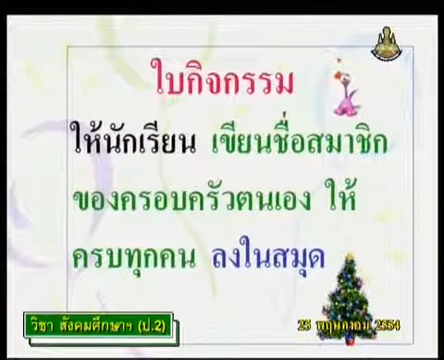 ใบกิจกรรม
ให้นักเรียน เขียนชื่อสมาชิก
ของครอบครัวตนเอง ให้
ครบทุกคน ลงในสมุด
วิชา สังคมศึกษาฯ (ป.2)
25 พฤษภาคม 2554